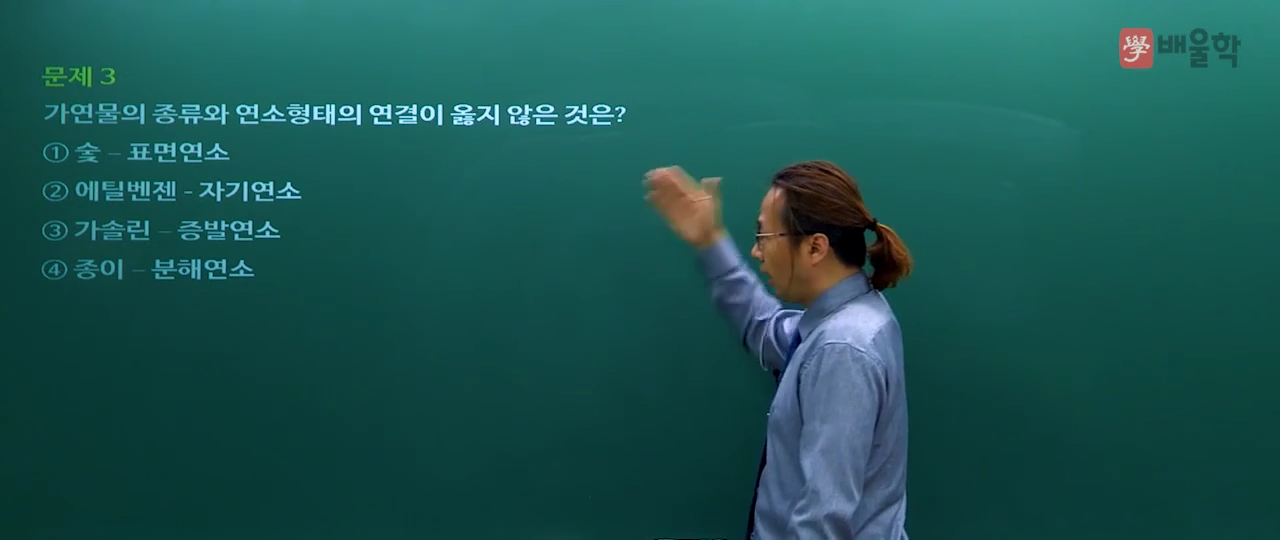 學 배울학
문제 3
가연물의 종류와 연소형태의 연결이 옳지 않은 것은?
① 숯 – 표면연소
② 에틸벤젠 - 자기연소
③ 가솔린 – 증발연소
④ 종이 – 분해연소